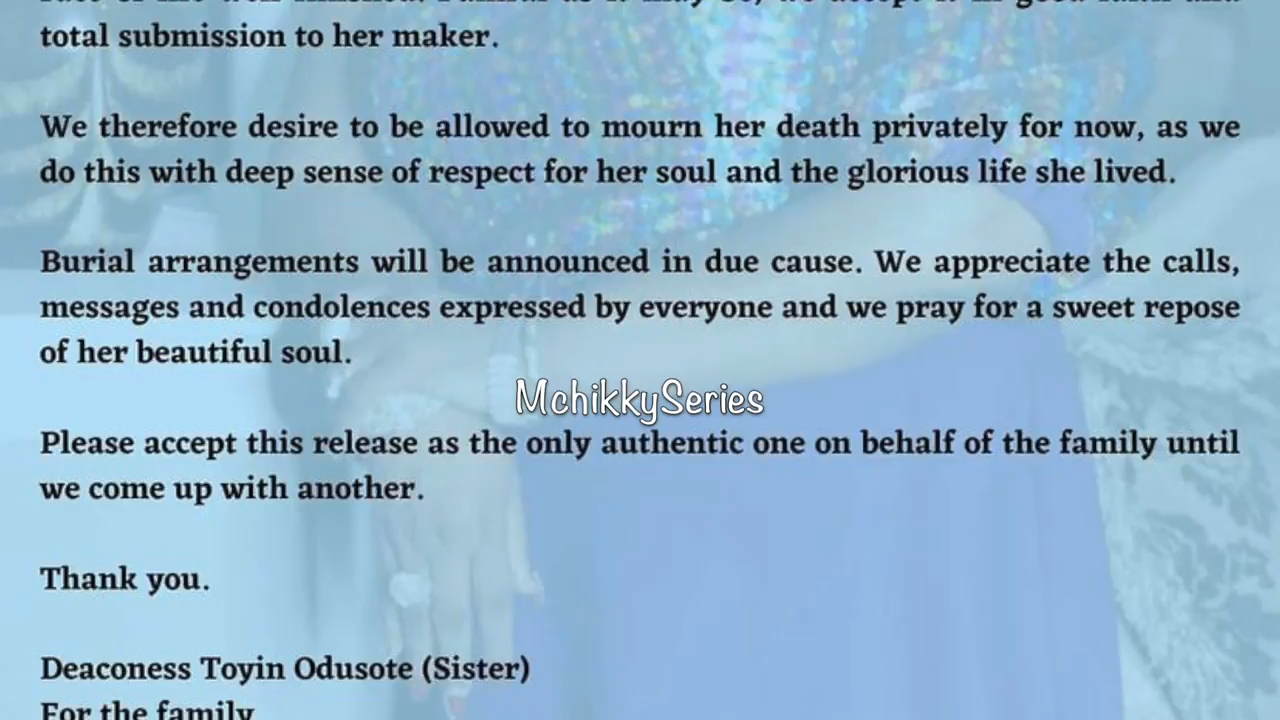 total submission to her maker.
We therefore desire to be allowed to mourn her death privately for now, as we
do this with deep sense of respect for her soul and the glorious life she lived.
Burial arrangements will be announced in due cause. We appreciate the calls,
messages and condolences expressed by everyone and we pray for a sweet repose
of her beautiful soul.
MchikkySeries
Please accept this release as the only authentic one on behalf of the family until
we come up with another.
Thank you.
Deaconess Toyin Odusote (Sister)
For the family